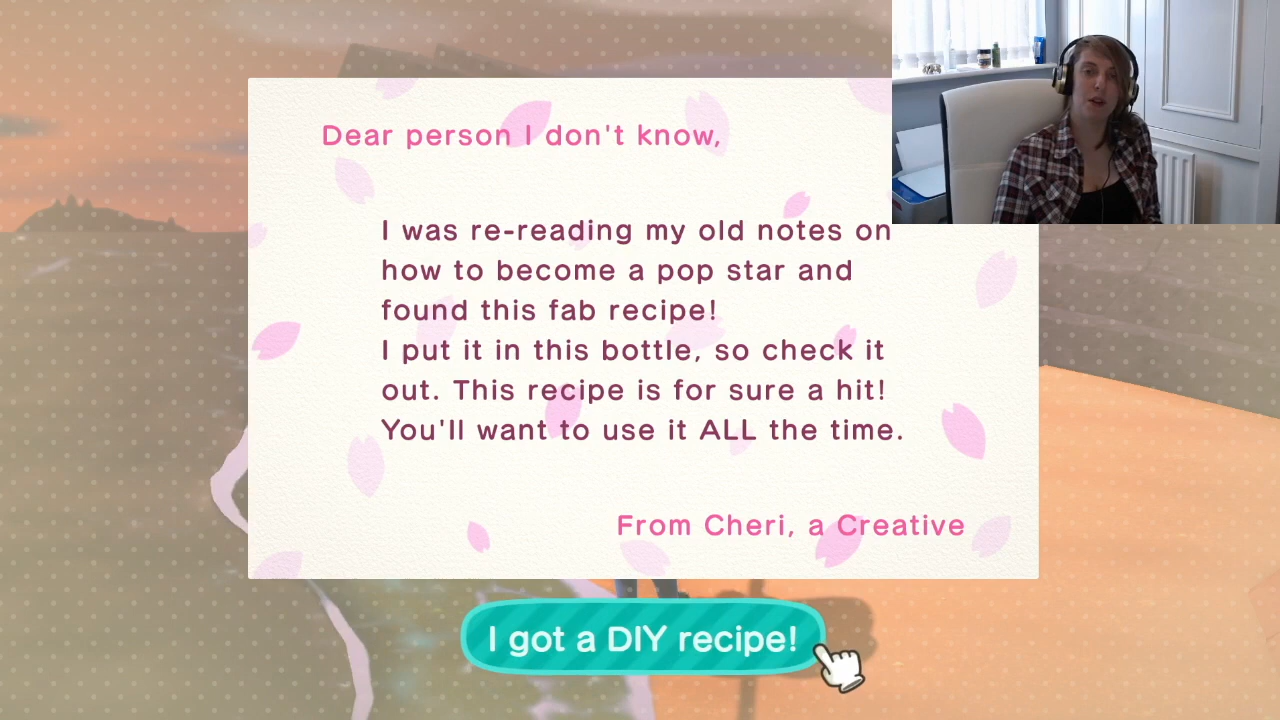 Dear person I don't know,
I was re-reading my old notes on
how to become a pop star and
found this fab recipe!
I put it in this bottle, so check it
out. This recipe is for sure a hit!
You'll want to use it ALL the time.
From Cheri, a Creative
I got a DIY recipe!